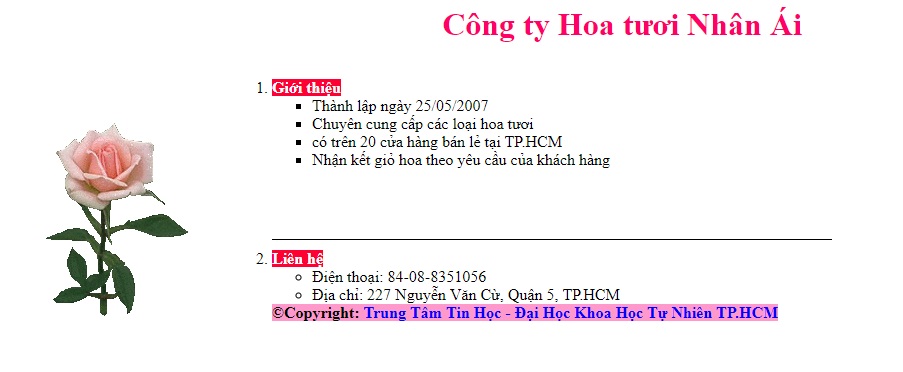 Công ty Hoa tươi Nhân Ái
1. Giới thiệu
Thành lập ngày 25/05/2007
Chuyên cung cấp các loại hoa tươi
có trên 20 cửa hàng bán lẻ tại TP.HCM
Nhận kết giỏ hoa theo yêu cầu của khách hàng
2. Liên hệ
Điện thoại: 84-08-8351056
Địa chỉ: 227 Nguyễn Văn Cừ, Quận 5, TP.HCM
©Copyright: Trung Tâm Tin Học - Đại Học Khoa Học Tự Nhiên TP.HCM